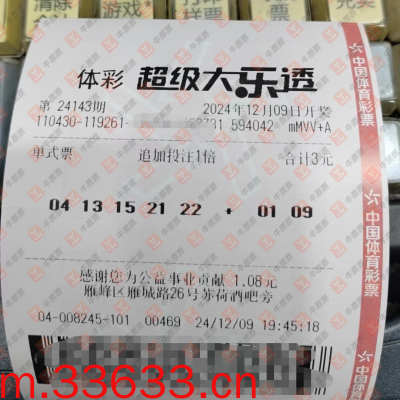 清除
游戏
体彩 超级大乐透
第 24143期 2024年12月09日开奖
110430-119261- 594042 mMVV+A
单式票 追加投注1倍 合计3元
04 13 15 21 22 + 01 09
感谢您为公益事业贡献 1.08元
雁峰区雁城路26号苏荷酒吧旁
04-008245-101 00469 24/12/09 19:45:18
中国体育彩票
中国体育彩票
m.33633.cn